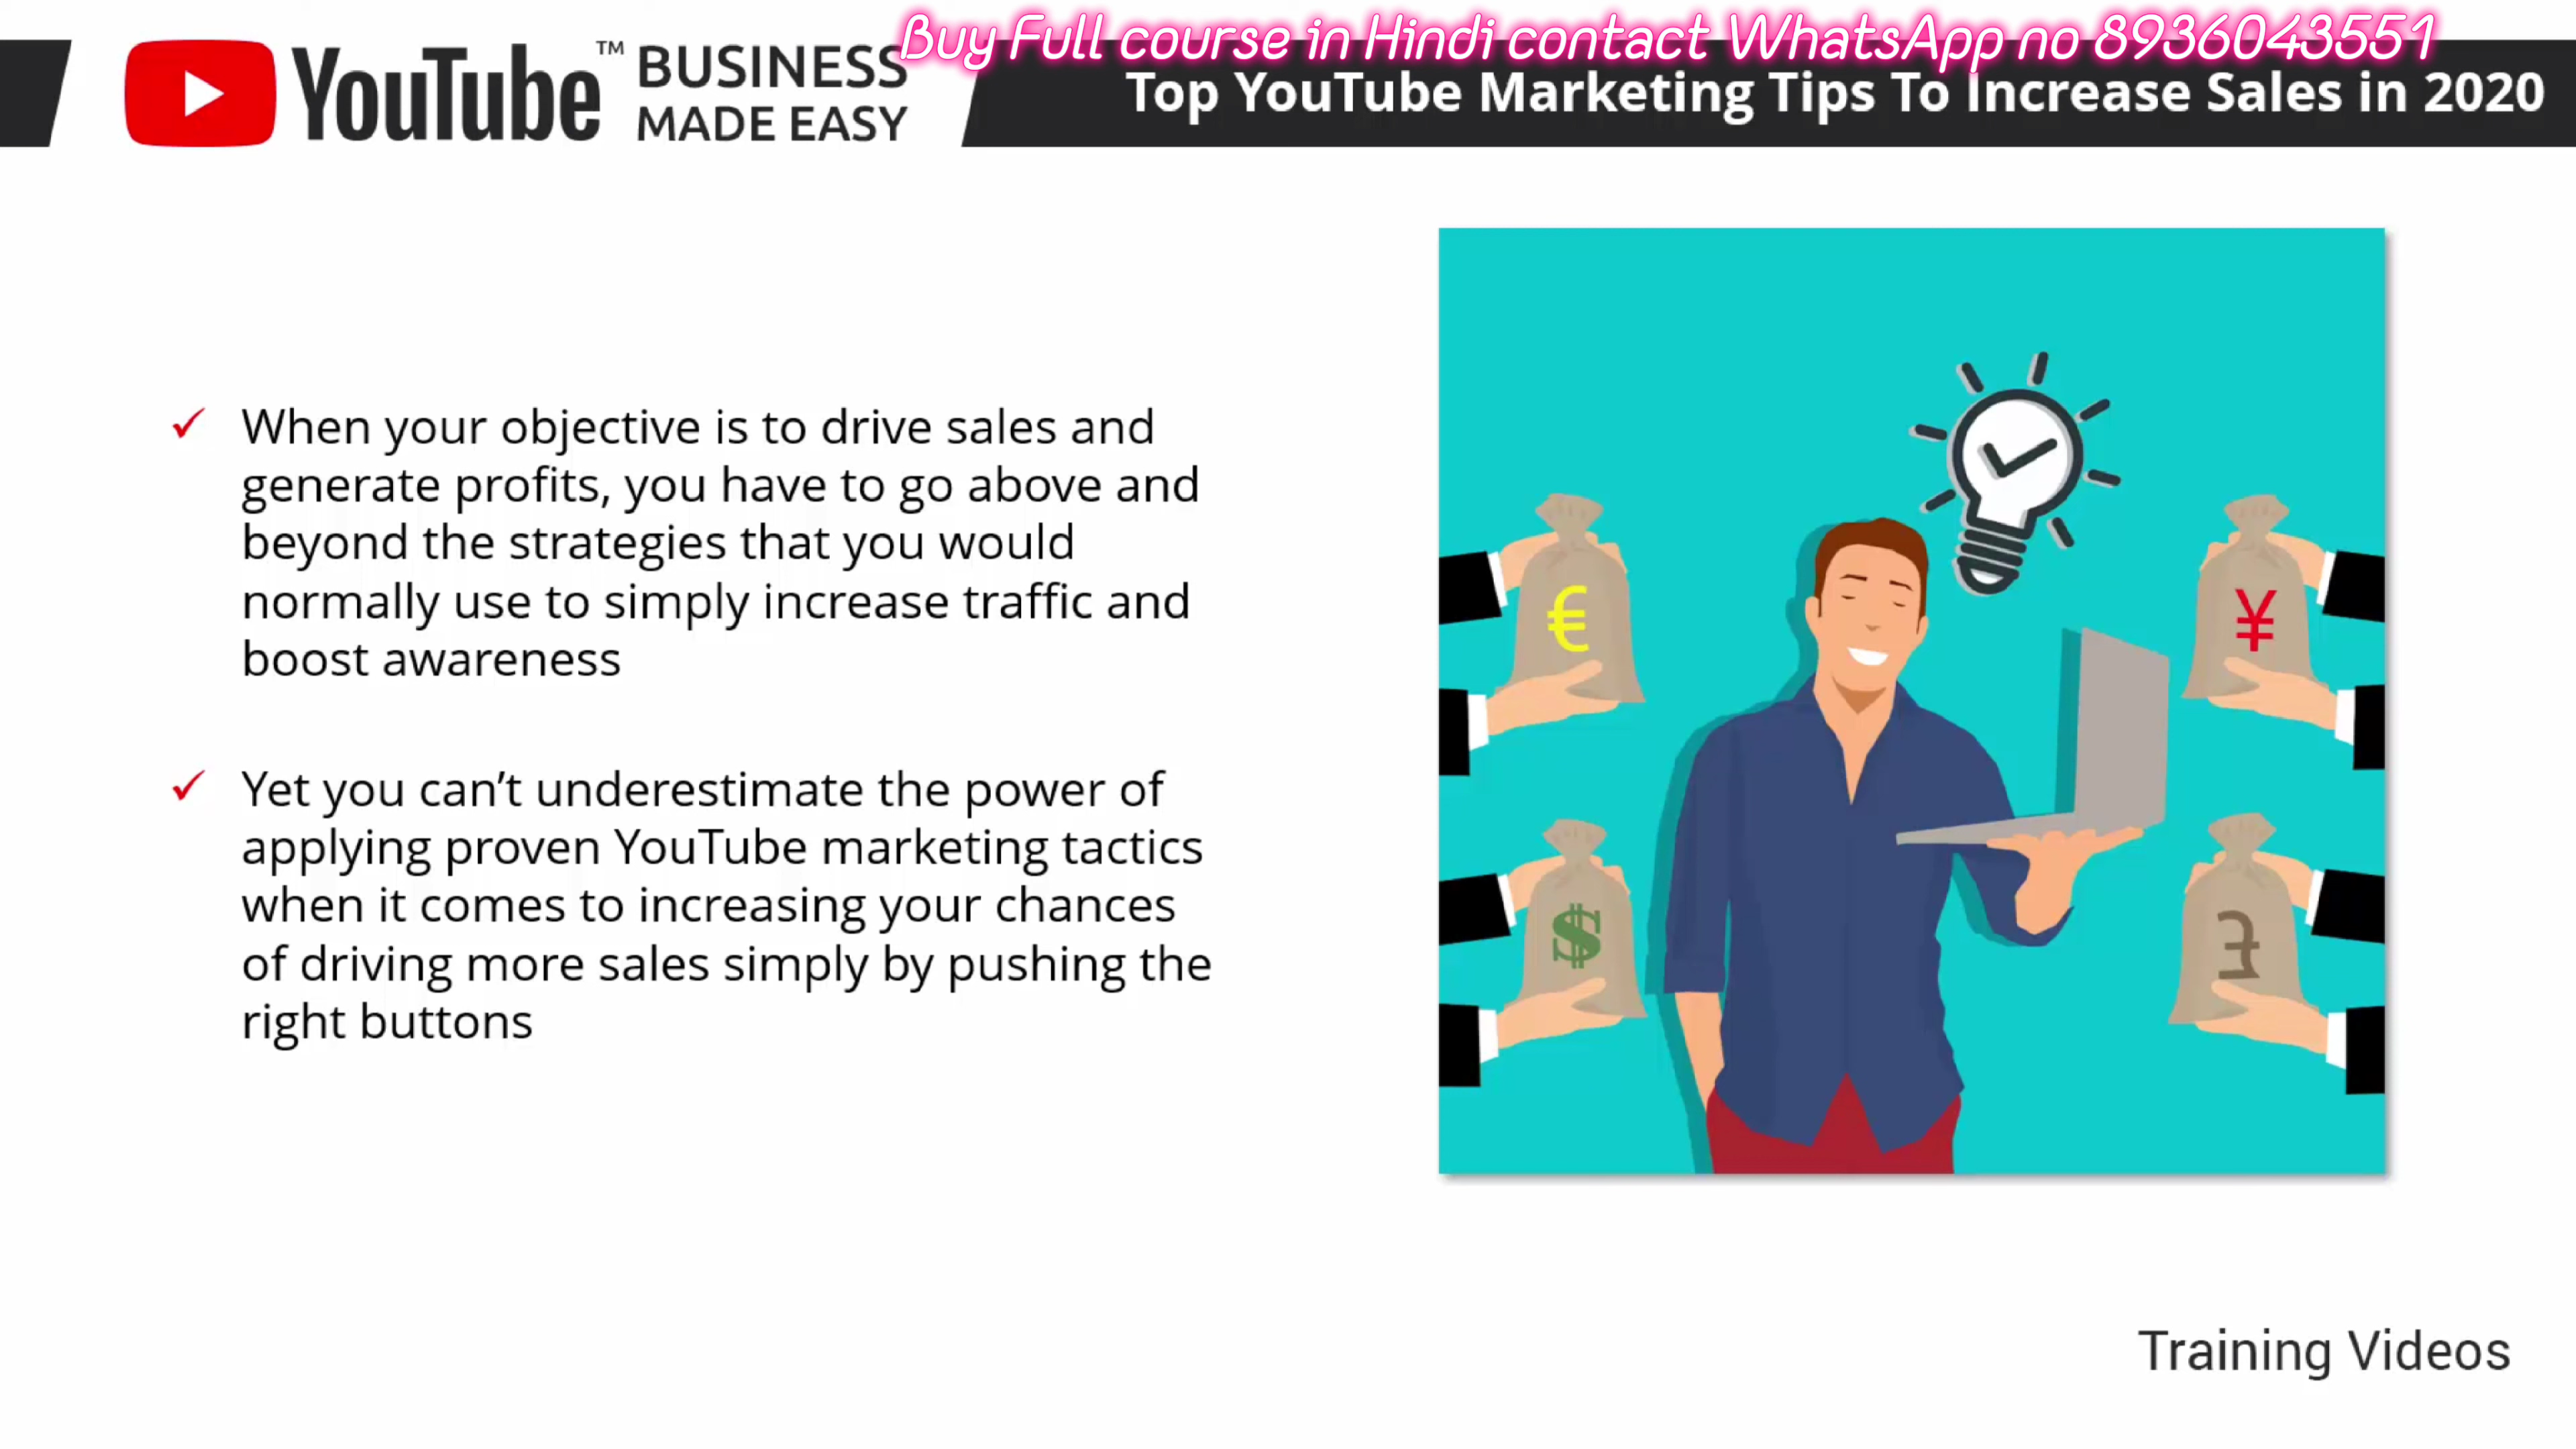 Buy Full course in Hindi contact WhatsApp no 8936043551
YouTube™ BUSINESS
MADE EASY
Top YouTube Marketing Tips To Increase Sales in 2020
✓ When your objective is to drive sales and
generate profits, you have to go above and
beyond the strategies that you would
normally use to simply increase traffic and
boost awareness
✓ Yet you can’t underestimate the power of
applying proven YouTube marketing tactics
when it comes to increasing your chances
of driving more sales simply by pushing the
right buttons
€
¥
$
£
Training Videos